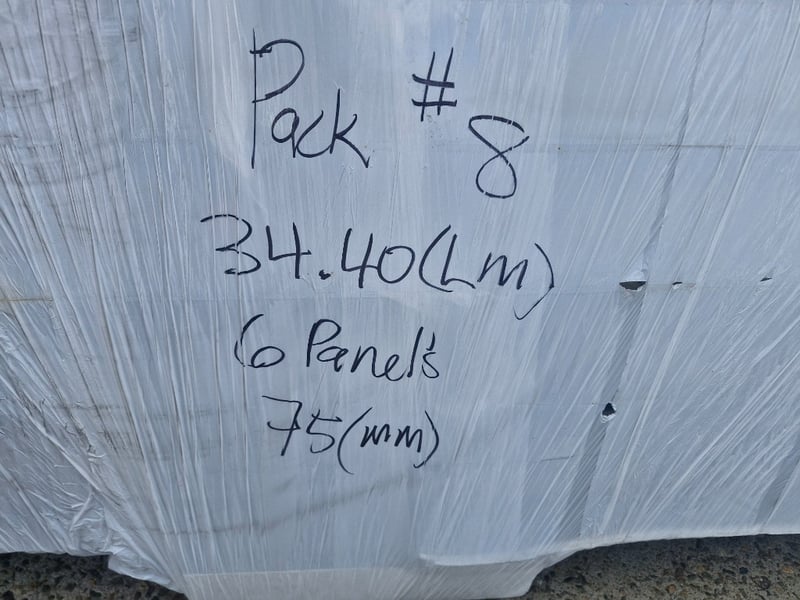 Pack #8
34.40(Lm)
6 Panel's
75(mm)